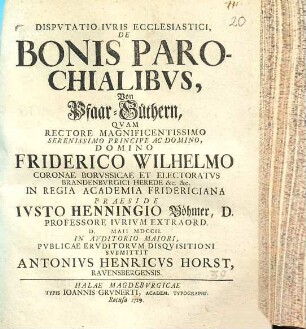 DISPVTATIO IVRIS ECCLESIASTICI,
DE
BONIS PARO-
CHIALIBVS,
Von
Pfaar-Güthern,
QVAM
RECTORE MAGNIFICENTISSIMO
SERENISSIMO PRINCIPE AC DOMINO,
DOMINO
FRIDERICO WILHELMO
CORONAE BORVSSICAE ET ELECTORATVS
BRANDENBVRGICI HEREDE &c. &c.
IN REGIA ACADEMIA FRIDERICIANA
PRAESIDE
IVSTO HENNINGIO Böhmer, D.
PROFESSORE IVRIVM EXTRAORD.
D. MAII MDCCII.
IN AVDITORIO MAIORI,
PVBLICAE ERVDITORVM DISQVISITIONI
SVBMITTIT
ANTONIVS HENRICVS HORST,
RAVENSBERGENSIS.
HALAE MAGDEBVRGICAE
TYPIS IOANNIS GRVNERTI, ACADEM. TYPOGRAPHI.
Recusa 1729.
20